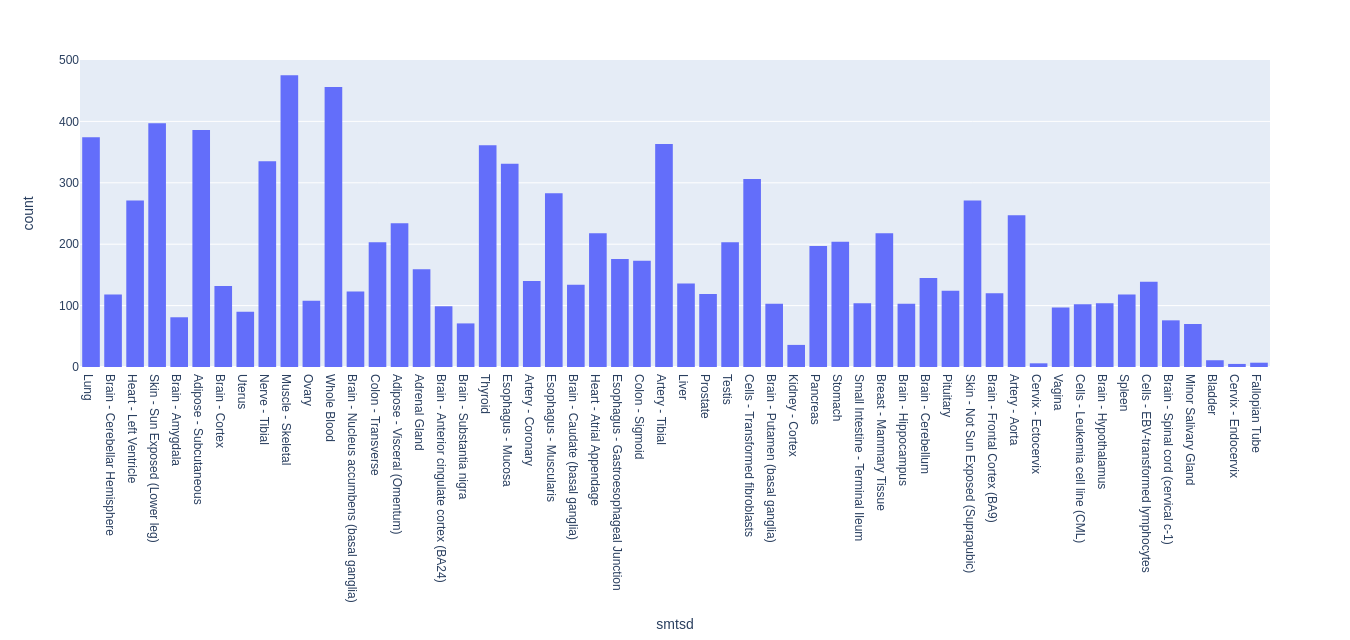 500
400
300
200
100
0
count
Lung
Brain - Cerebellar Hemisphere
Heart - Left Ventricle
Skin - Sun Exposed (Lower leg)
Brain - Amygdala
Adipose - Subcutaneous
Brain - Cortex
Uterus
Nerve - Tibial
Muscle - Skeletal
Ovary
Whole Blood
Brain - Nucleus accumbens (basal ganglia)
Colon - Transverse
Adipose - Visceral (Omentum)
Adrenal Gland
Brain - Anterior cingulate cortex (BA24)
Brain - Substantia nigra
Thyroid
Esophagus - Mucosa
Artery - Coronary
Esophagus - Muscularis
Brain - Caudate (basal ganglia)
Heart - Atrial Appendage
Esophagus - Gastroesophageal Junction
Colon - Sigmoid
Artery - Tibial
Liver
Prostate
Testis
Cells - Transformed fibroblasts
Brain - Putamen (basal ganglia)
Kidney - Cortex
Pancreas
Stomach
Small Intestine - Terminal Ileum
Breast - Mammary Tissue
Brain - Hippocampus
Brain - Cerebellum
Pituitary
Skin - Not Sun Exposed (Suprapubic)
Brain - Frontal Cortex (BA9)
Artery - Aorta
Cervix - Ectocervix
Vagina
Cells - Leukemia cell line (CML)
Brain - Hypothalamus
Spleen
Cells - EBV-transformed lymphocytes
Brain - Spinal cord (cervical c-1)
Minor Salivary Gland
Bladder
Cervix - Endocervix
Fallopian Tube
smtsd